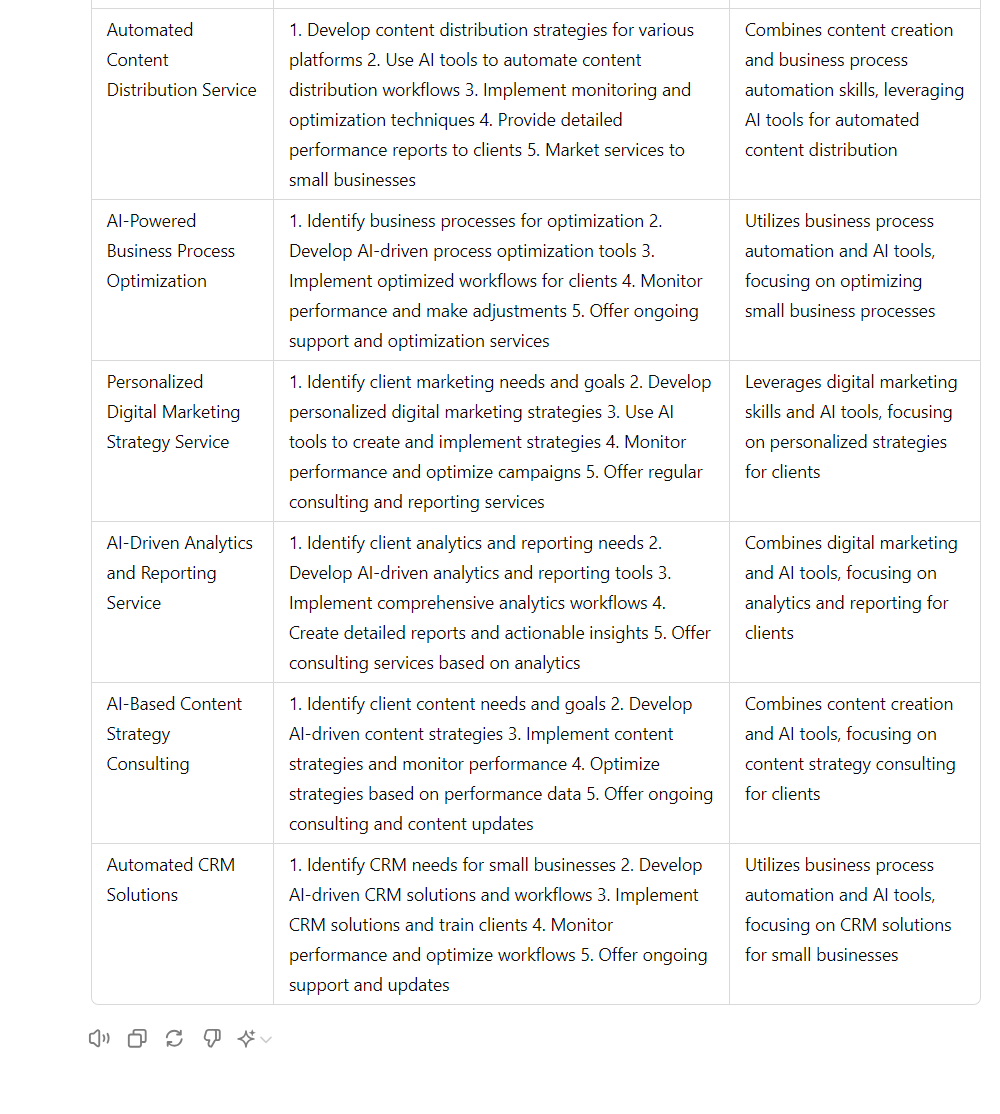 Automated
Content
Distribution Service
1. Develop content distribution strategies for various
platforms 2. Use AI tools to automate content
distribution workflows 3. Implement monitoring and
optimization techniques 4. Provide detailed
performance reports to clients 5. Market services to
small businesses
Combines content creation
and business process
automation skills, leveraging
AI tools for automated
content distribution
AI-Powered
Business Process
Optimization
1. Identify business processes for optimization 2.
Develop AI-driven process optimization tools 3.
Implement optimized workflows for clients 4. Monitor
performance and make adjustments 5. Offer ongoing
support and optimization services
Utilizes business process
automation and AI tools,
focusing on optimizing
small business processes
Personalized
Digital Marketing
Strategy Service
1. Identify client marketing needs and goals 2. Develop
personalized digital marketing strategies 3. Use AI
tools to create and implement strategies 4. Monitor
performance and optimize campaigns 5. Offer regular
consulting and reporting services
Leverages digital marketing
skills and AI tools, focusing
on personalized strategies
for clients
AI-Driven Analytics
and Reporting
Service
1. Identify client analytics and reporting needs 2.
Develop AI-driven analytics and reporting tools 3.
Implement comprehensive analytics workflows 4.
Create detailed reports and actionable insights 5. Offer
consulting services based on analytics
Combines digital marketing
and AI tools, focusing on
analytics and reporting for
clients
AI-Based Content
Strategy
Consulting
1. Identify client content needs and goals 2. Develop
AI-driven content strategies 3. Implement content
strategies and monitor performance 4. Optimize
strategies based on performance data 5. Offer ongoing
consulting and content updates
Combines content creation
and AI tools, focusing on
content strategy consulting
for clients
Automated CRM
Solutions
1. Identify CRM needs for small businesses 2. Develop
AI-driven CRM solutions and workflows 3. Implement
CRM solutions and train clients 4. Monitor
performance and optimize workflows 5. Offer ongoing
support and updates
Utilizes business process
automation and AI tools,
focusing on CRM solutions
for small businesses